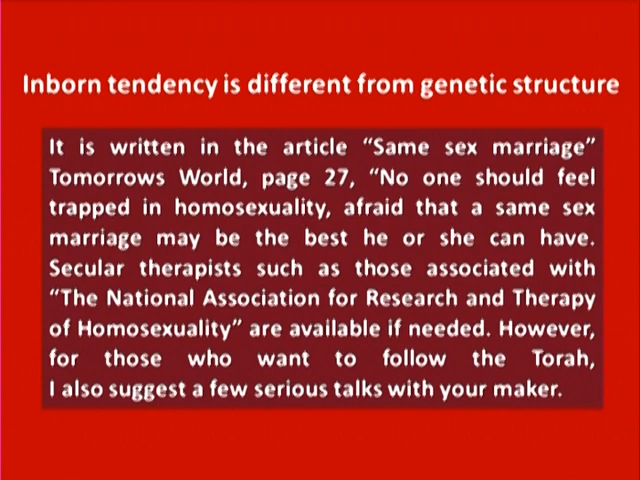 Inborn tendency is different from genetic structure
It is written in the article “Same sex marriage”
Tomorrows World, page 27, “No one should feel
trapped in homosexuality, afraid that a same sex
marriage may be the best he or she can have.
Secular therapists such as those associated with
“The National Association for Research and Therapy
of Homosexuality” are available if needed. However,
for those who want to follow the Torah,
I also suggest a few serious talks with your maker.